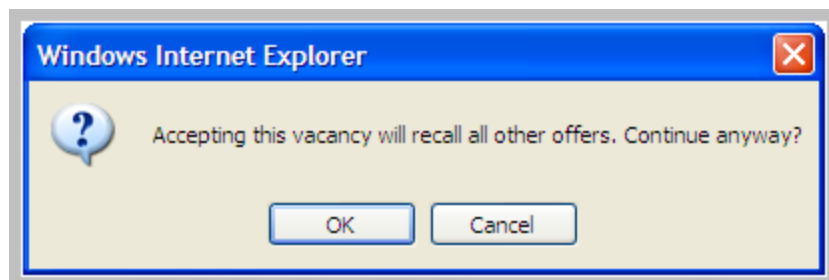 Windows Internet Explorer
Accepting this vacancy will recall all other offers. Continue anyway?
OK
Cancel